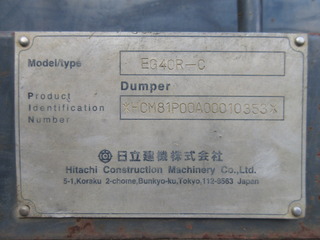 Model/type EG40R-C
Dumper
Product Identification Number
日立建機株式会社
Hitachi Construction Machinery Co.,Ltd.
5-1, Koraku 2-chome, Bunkyo-ku, Tokyo, 112-8563 Japan